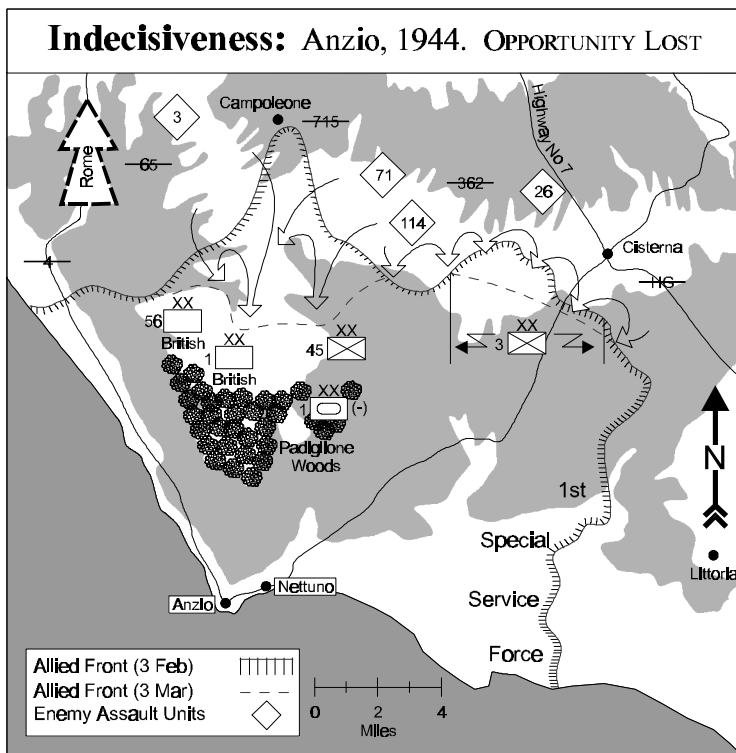 Indecisiveness: Anzio, 1944. OPPORTUNITY LOST
3
Campoleone
715
Highway No 7
65
Rome
71
362
26
114
Cisterna
4
HG
XX
56
British
XX
1
British
XX
45
XX
3
XX
1 (-)
Padiglione
Woods
N
1st
Special
Service
Force
Littoria
Nettuno
Anzio
Allied Front (3 Feb)
Allied Front (3 Mar)
Enemy Assault Units
0 2 4
Miles